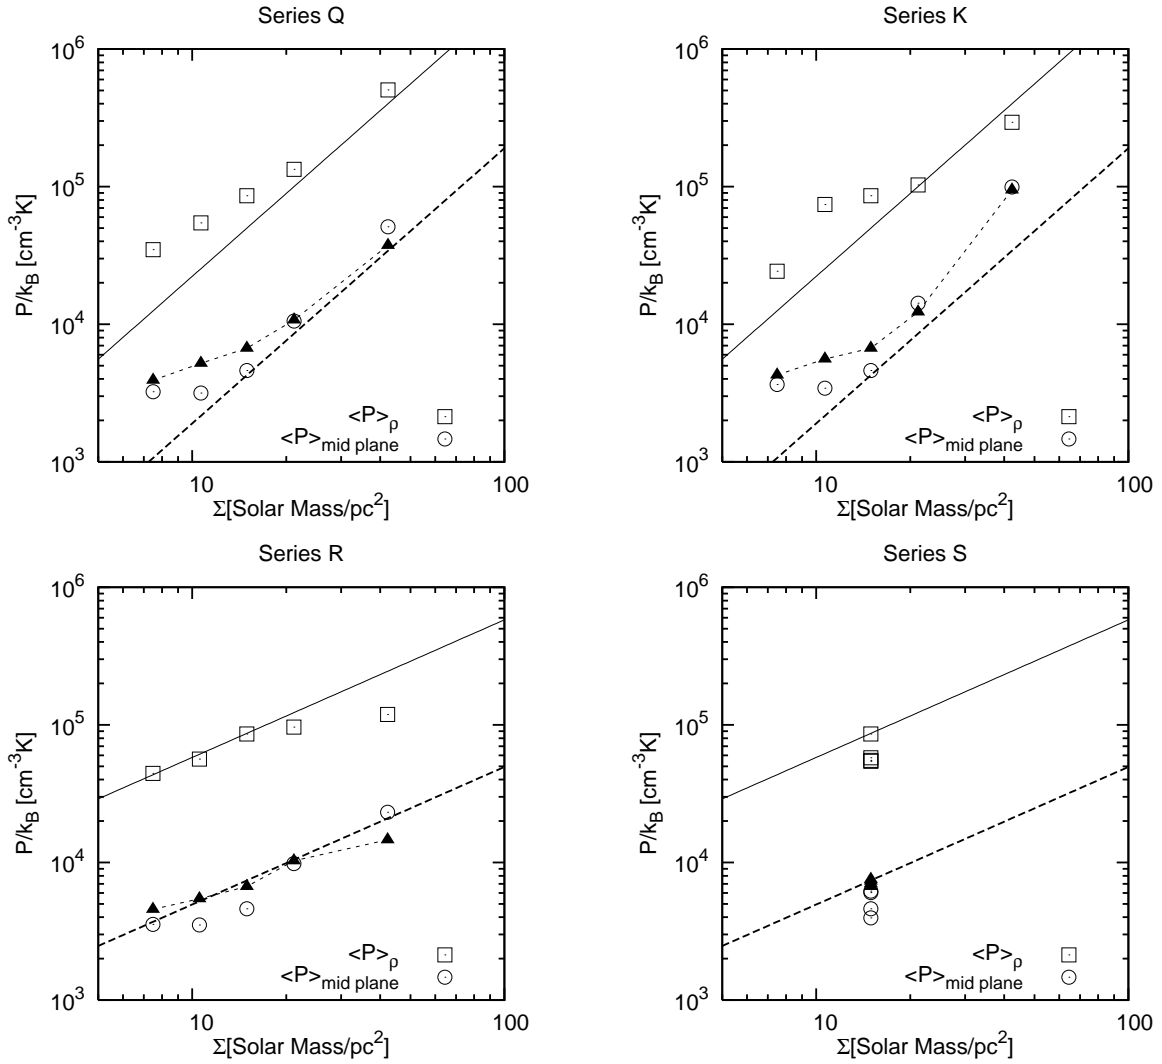 Series Q
10^6
10^5
10^4
10^3
P/k_B [cm^-3K]
<P>_ρ
<P>_mid plane
10
100
Σ[Solar Mass/pc^2]
Series K
10^6
10^5
10^4
10^3
P/k_B [cm^-3K]
<P>_ρ
<P>_mid plane
10
100
Σ[Solar Mass/pc^2]
Series R
10^6
10^5
10^4
10^3
P/k_B [cm^-3K]
<P>_ρ
<P>_mid plane
10
100
Σ[Solar Mass/pc^2]
Series S
10^6
10^5
10^4
10^3
P/k_B [cm^-3K]
<P>_ρ
<P>_mid plane
10
100
Σ[Solar Mass/pc^2]